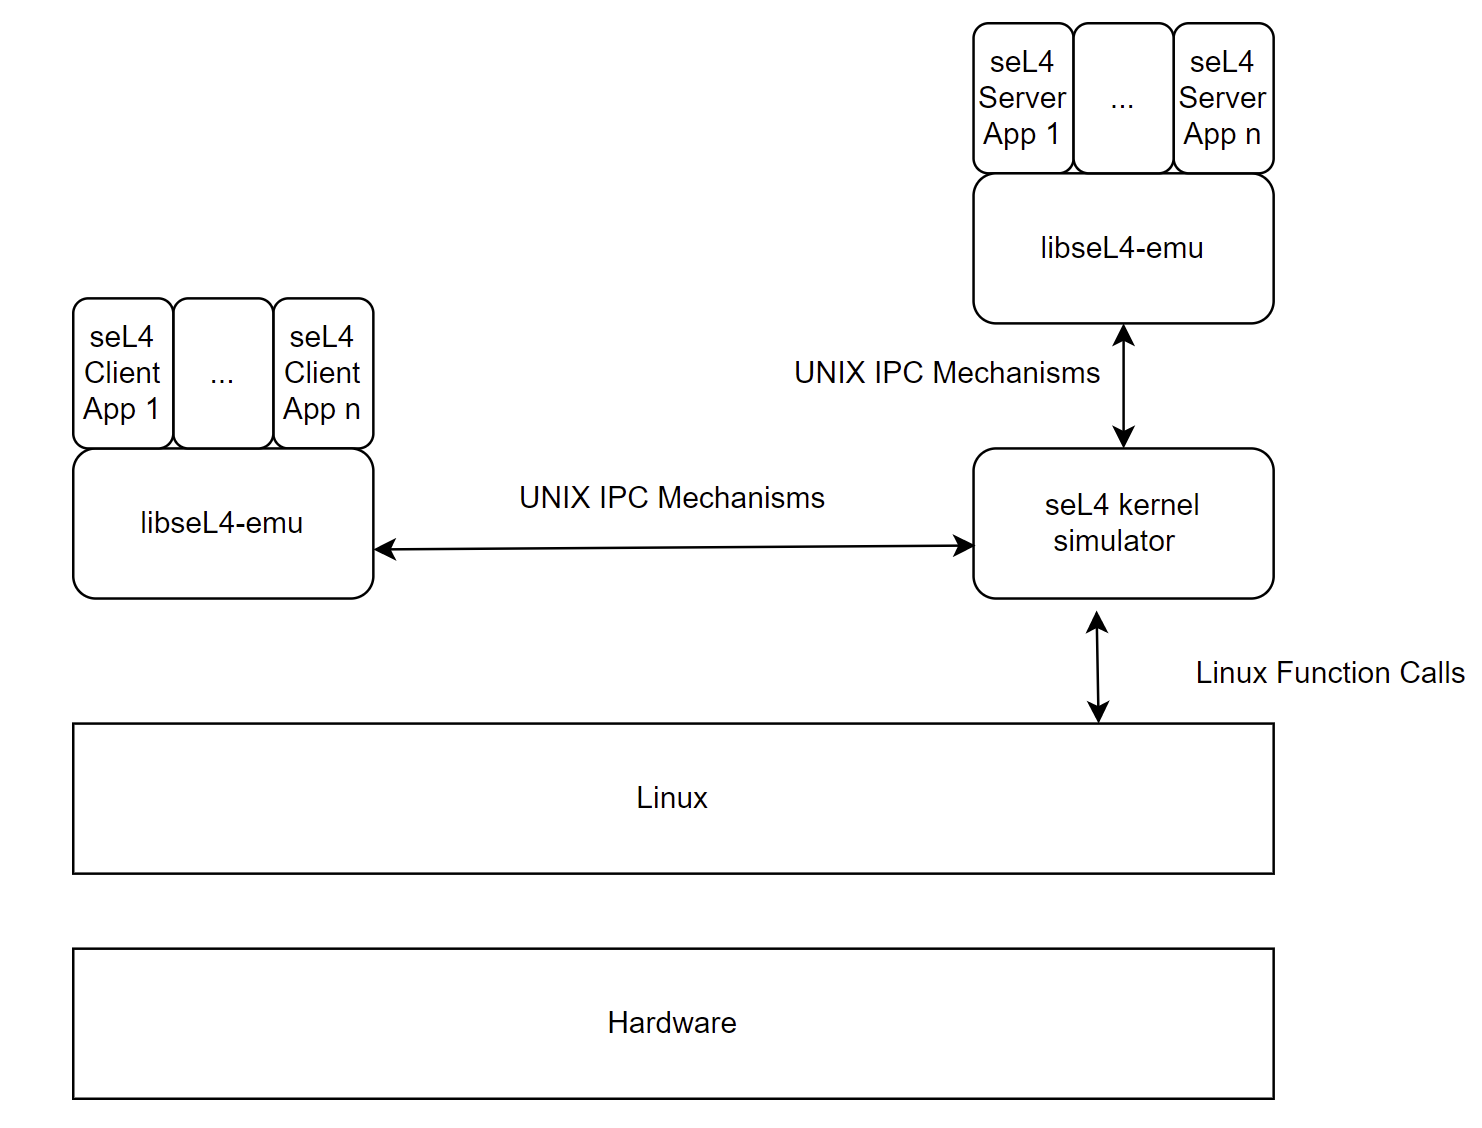 seL4
Server
App 1
...
seL4
Server
App n
libseL4-emu
UNIX IPC Mechanisms
seL4
Client
App 1
...
seL4
Client
App n
libseL4-emu
UNIX IPC Mechanisms
seL4 kernel
simulator
Linux Function Calls
Linux
Hardware